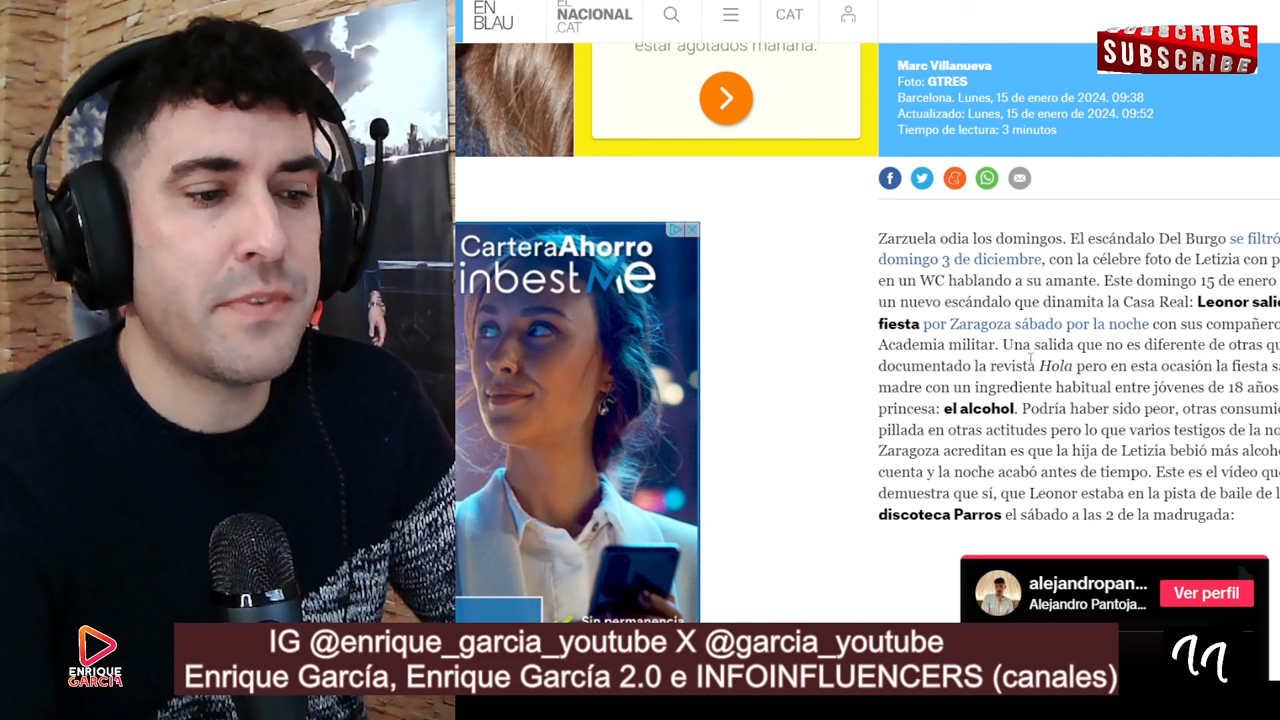 EN
BLAU
EL
NACIONAL
.CAT
CAT
estar agotados mañana.
SUBSCRIBE
SUBSCRIBE
Marc Villanueva
Foto: GTRES
Barcelona. Lunes, 15 de enero de 2024. 09:38
Actualizado: Lunes, 15 de enero de 2024. 09:52
Tiempo de lectura: 3 minutos
CarteraAhorro
inbestMe
Sin permanencia
Zarzuela odia los domingos. El escándalo Del Burgo se filtró
domingo 3 de diciembre, con la célebre foto de Letizia con
en un WC hablando a su amante. Este domingo 15 de enero
un nuevo escándalo que dinamita la Casa Real: Leonor
fiesta por Zaragoza sábado por la noche con sus
Academia militar. Una salida que no es diferente de otras
documentado la revista Hola pero en esta ocasión la fiesta
madre con un ingrediente habitual entre jóvenes de 18 años
princesa: el alcohol. Podría haber sido peor, otras
pillada en otras actitudes pero lo que varios testigos de la
Zaragoza acreditan es que la hija de Letizia bebió más
cuenta y la noche acabó antes de tiempo. Este es el vídeo
demuestra que sí, que Leonor estaba en la pista de baile de
discoteca Parros el sábado a las 2 de la madrugada:
alejandropan...
Alejandro Pantoja...
Ver perfil
ENRIQUE
GARCIA
IG @enrique_garcia_youtube X @garcia_youtube
Enrique García, Enrique García 2.0 e INFOINFLUENCERS (canales)